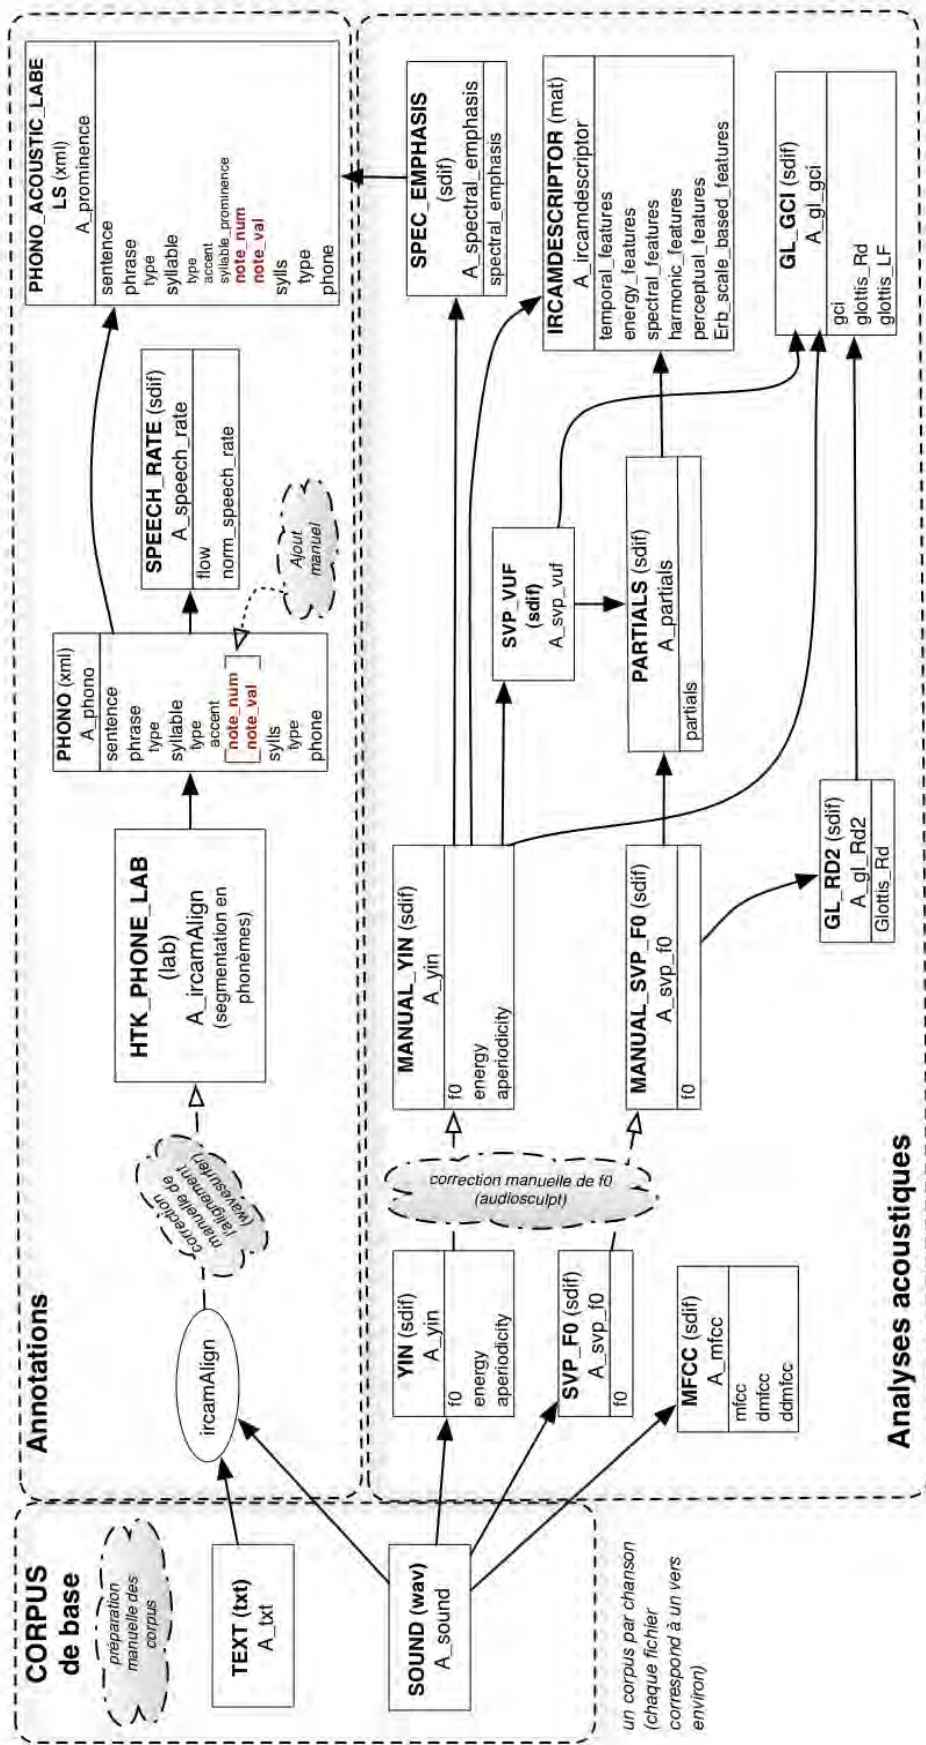 CORPUS
de base
préparation
manuelle des
corpus
TEXT (txt)
A_txt
SOUND (wav)
A_sound
un corpus par chanson
(chaque fichier
correspond à un vers
environ)
Annotations
ircamAlign
correction
manuelle de
l'alignement
(wavesurfer)
HTK_PHONE_LAB
(lab)
A_ircamAlign
(segmentation en
phonèmes)
PHONO (xml)
A_phono
sentence
phrase
type
syllable
type
accent
note_num
note_val
sylls
type
phone
Ajout
manuel
SPEECH_RATE (sdif)
A_speech_rate
flow
norm_speech_rate
PHONO_ACOUSTIC_LABE
LS (xml)
A_prominence
sentence
phrase
type
syllable
type
accent
syllable_prominence
note_num
note_val
sylls
type
phone
Analyses acoustiques
YIN (sdif)
A_yin
f0
energy
aperiodicity
SVP_F0 (sdif)
A_svp_f0
f0
MFCC (sdif)
A_mfcc
mfcc
dmfcc
ddmfcc
correction manuelle de f0
(audiosculpt)
MANUAL_YIN (sdif)
A_yin
f0
energy
aperiodicity
MANUAL_SVP_F0 (sdif)
A_svp_f0
f0
GL_RD2 (sdif)
A_gl_Rd2
Glottis_Rd
SVP_VUF
(sdif)
A_svp_vuf
PARTIALS (sdif)
A_partials
partials
SPEC_EMPHASIS
(sdif)
A_spectral_emphasis
spectral_emphasis
IRCAMDESCRIPTOR (mat)
A_ircamdescriptor
temporal_features
energy_features
spectral_features
harmonic_features
perceptual_features
Erb_scale_based_features
GL_GCI (sdif)
A_gl_gci
gci
glottis_Rd
glottis_LF